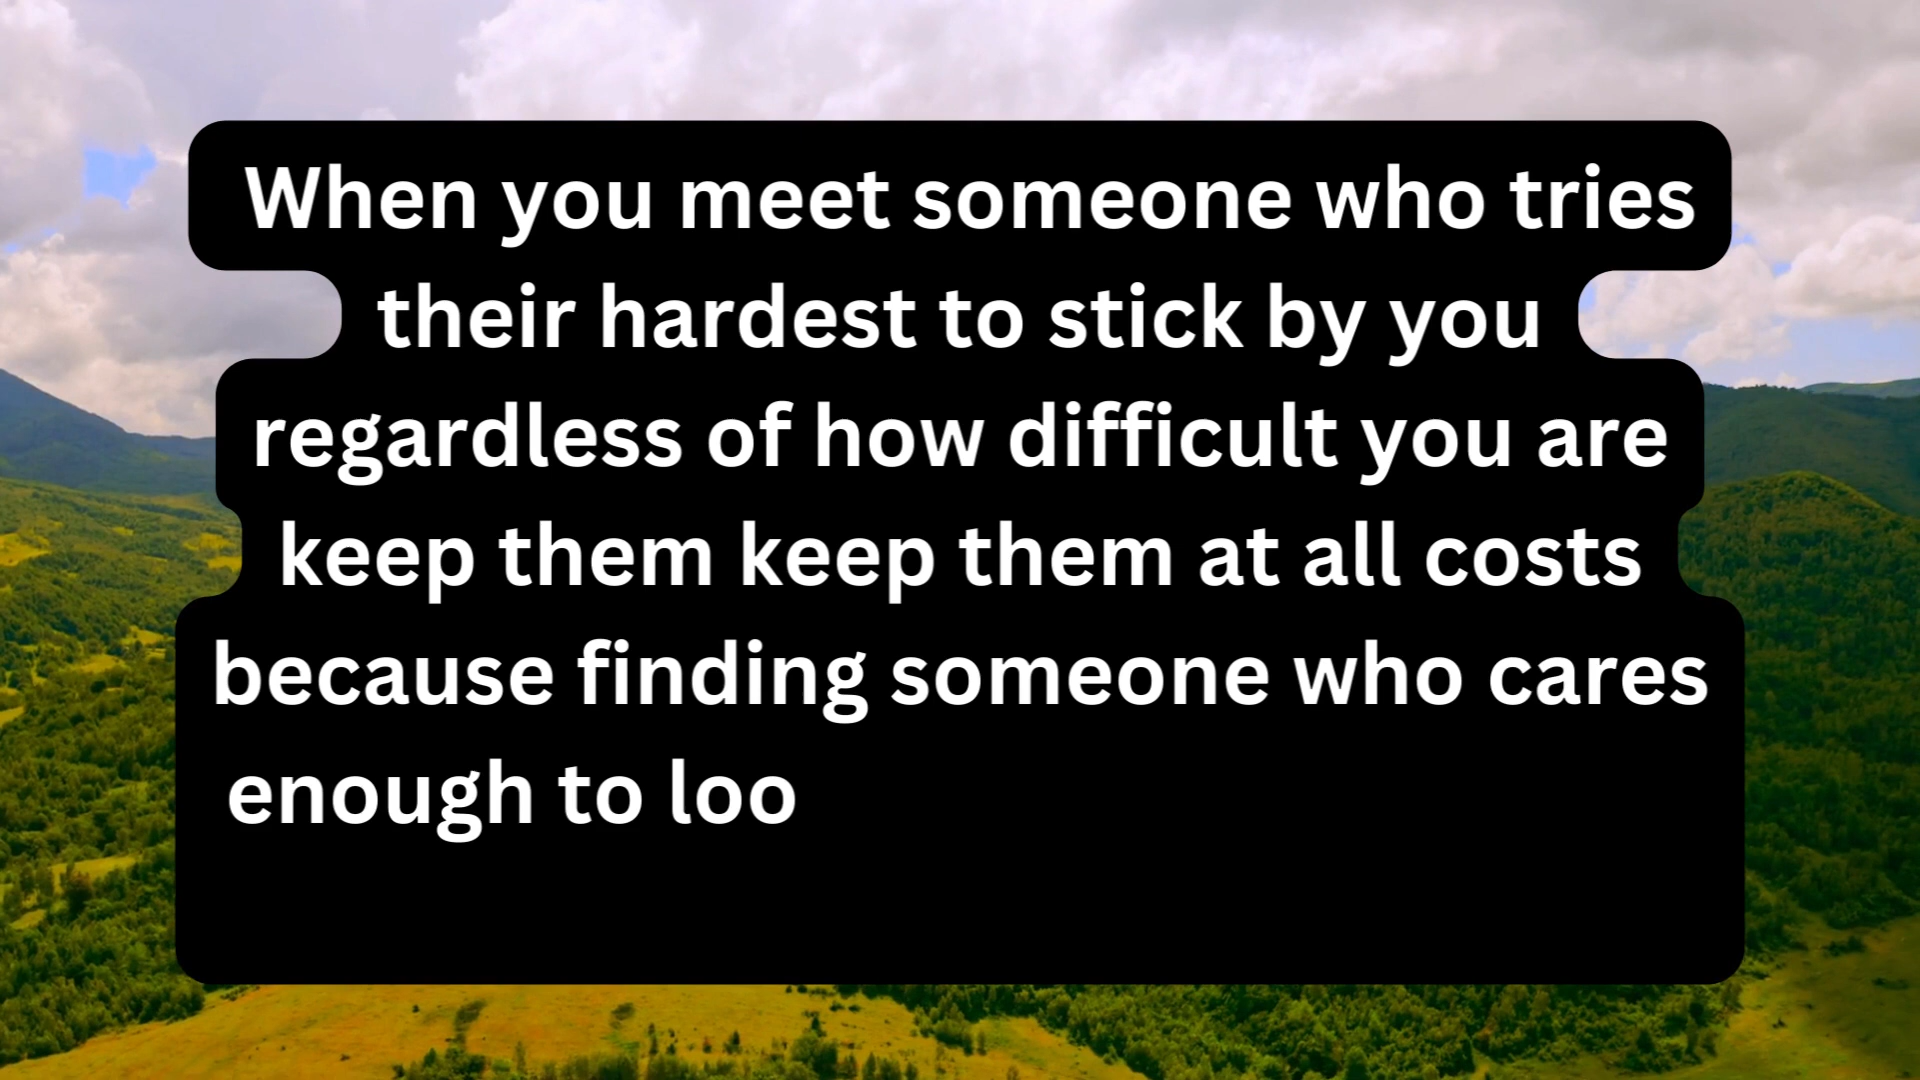 When you meet someone who tries
their hardest to stick by you
regardless of how difficult you are
keep them keep them at all costs
because finding someone who cares
enough to loo